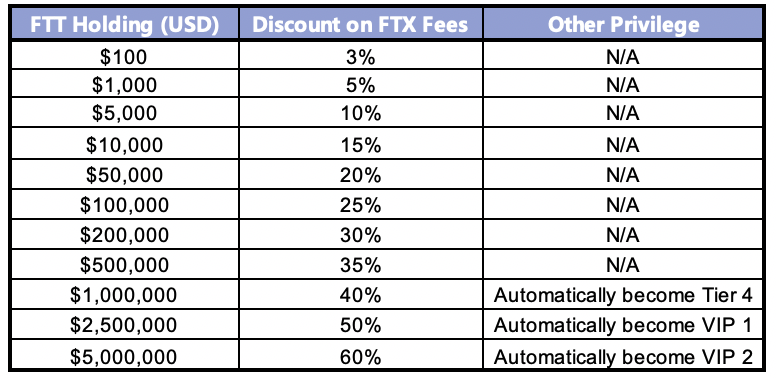 FTT Holding (USD) Discount on FTX Fees Other Privilege
$100 3% N/A
$1,000 5% N/A
$5,000 10% N/A
$10,000 15% N/A
$50,000 20% N/A
$100,000 25% N/A
$200,000 30% N/A
$500,000 35% N/A
$1,000,000 40% Automatically become Tier 4
$2,500,000 50% Automatically become VIP 1
$5,000,000 60% Automatically become VIP 2